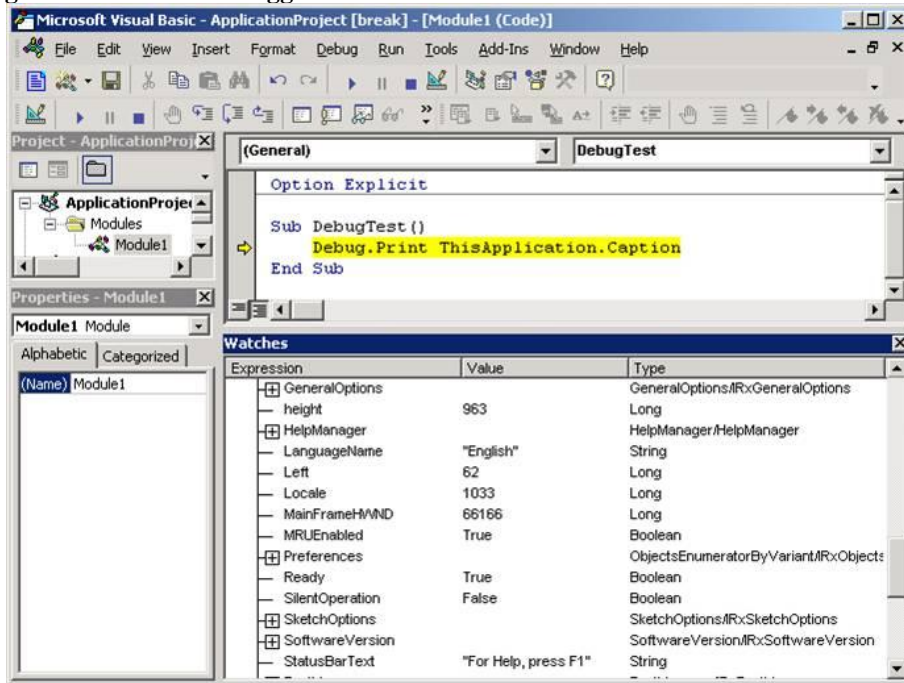 Microsoft Visual Basic - ApplicationProject [break] - [Module1 (Code)]
File Edit View Insert Format Debug Run Tools Add-Ins Window Help
Project - ApplicationProj
ApplicationProje
Modules
Module1
Properties - Module1
Module1 Module
Alphabetic Categorized
(Name) Module1
(General) DebugTest
Option Explicit
Sub DebugTest()
Debug.Print ThisApplication.Caption
End Sub
Watches
Expression Value Type
GeneralOptions GeneralOptions/IRxGeneralOptions
height 963 Long
HelpManager HelpManager/HelpManager
LanguageName "English" String
Left 62 Long
Locale 1033 Long
MainFrameHWND 66166 Long
MRUEnabled True Boolean
Preferences ObjectsEnumeratorByVariant/IRxObjects
Ready True Boolean
SilentOperation False Boolean
SketchOptions SketchOptions/IRxSketchOptions
SoftwareVersion SoftwareVersion/IRxSoftwareVersion
StatusBarText "For Help, press F1" String